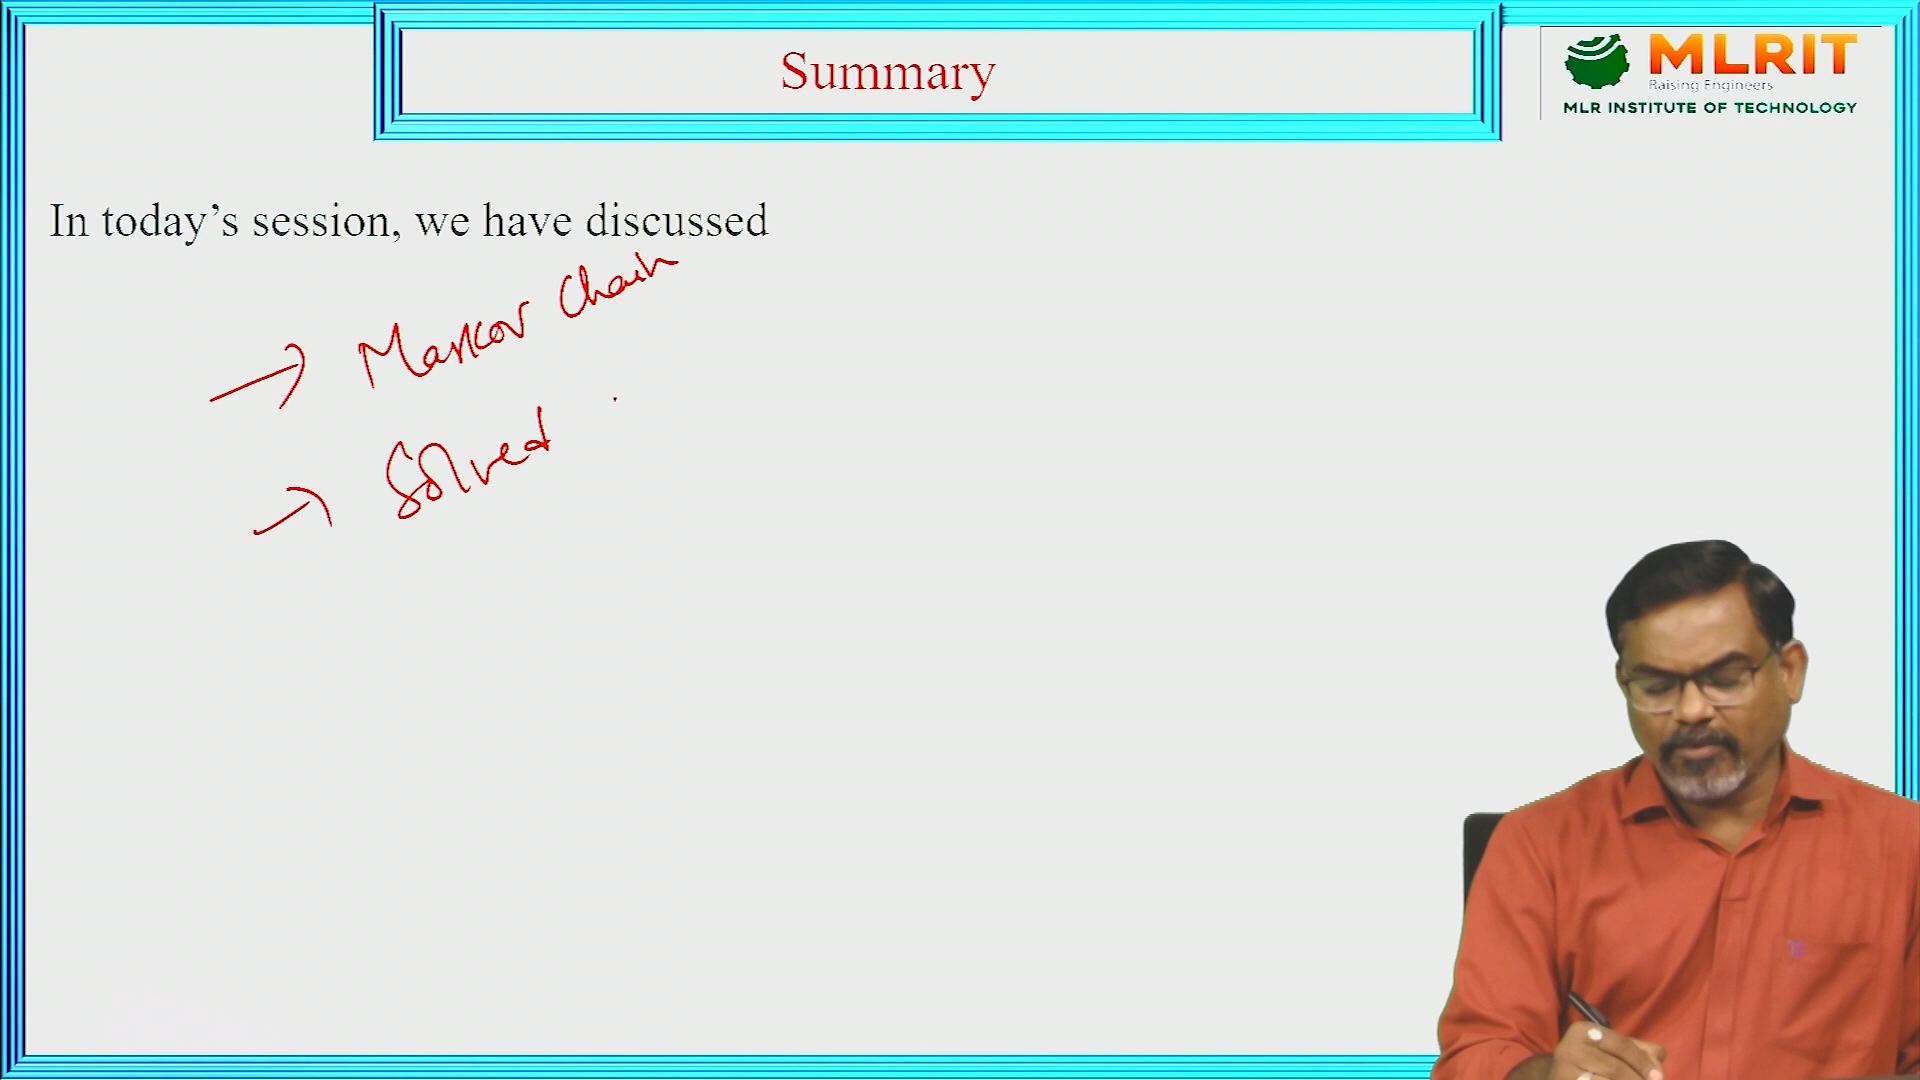 Summary
MLRIT
Raising Engineers
MLR INSTITUTE OF TECHNOLOGY
In today's session, we have discussed
→ Markov Chain
→ Solved